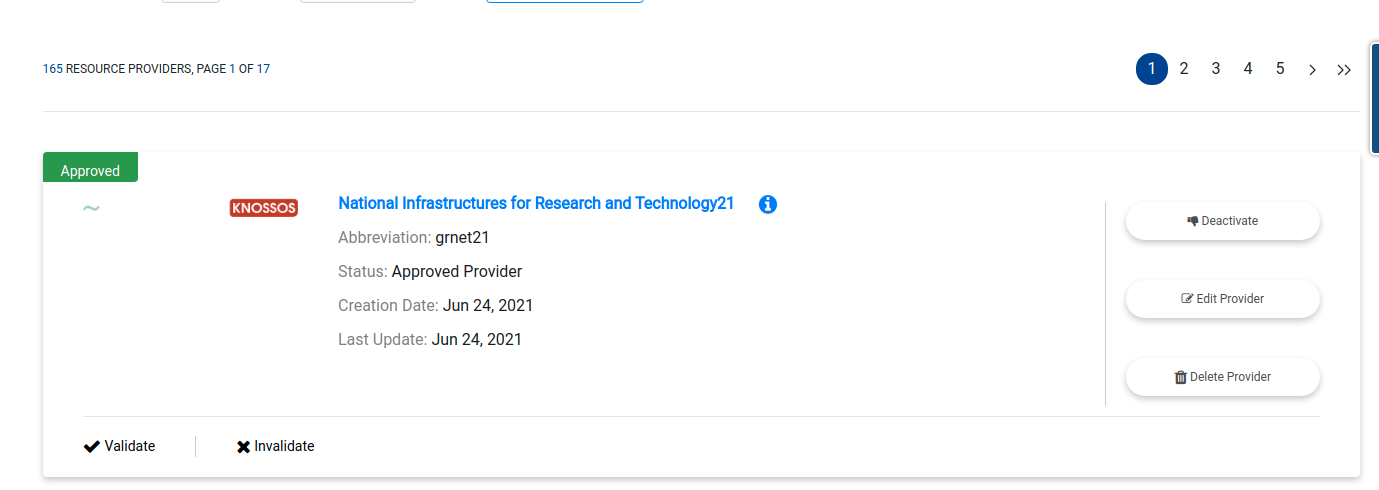 165 RESOURCE PROVIDERS, PAGE 1 OF 17
1 2 3 4 5 > >>
Approved
~
KNOSSOS
National Infrastructures for Research and Technology21
Abbreviation: grnet21
Status: Approved Provider
Creation Date: Jun 24, 2021
Last Update: Jun 24, 2021
Deactivate
Edit Provider
Delete Provider
Validate
Invalidate